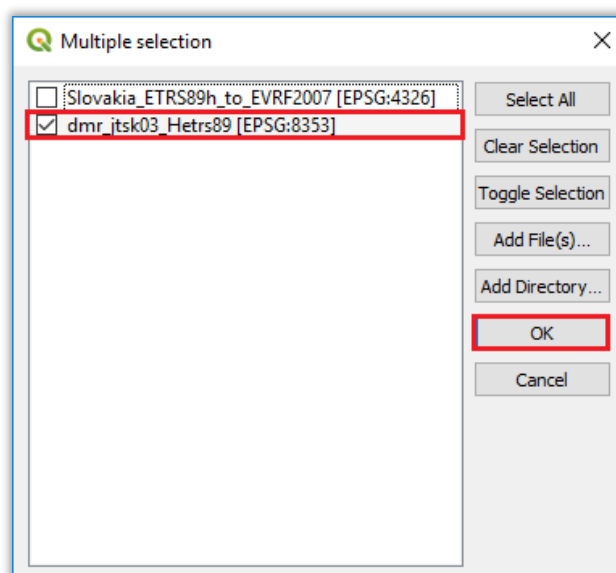 Multiple selection
Slovakia_ETRS89h_to_EVRF2007 [EPSG:4326]
dmr_jtsk03_Hetrs89 [EPSG:8353]
Select All
Clear Selection
Toggle Selection
Add File(s)...
Add Directory...
OK
Cancel